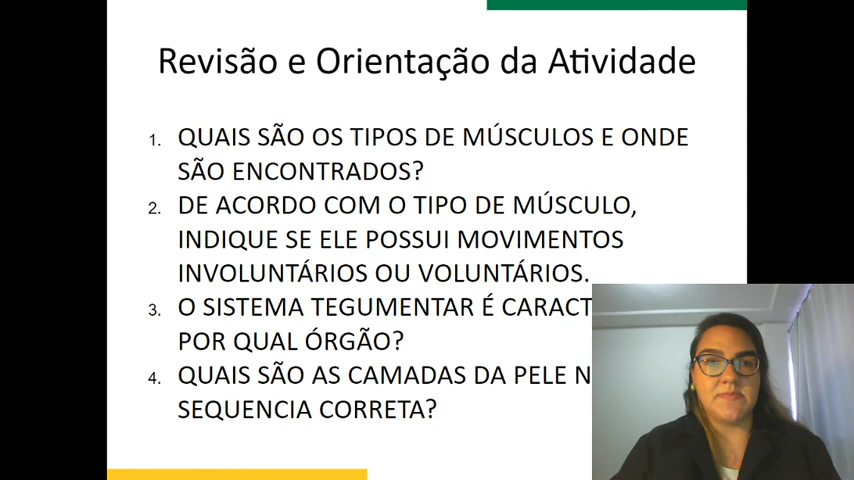 Revisão e Orientação da Atividade
1. QUAIS SÃO OS TIPOS DE MÚSCULOS E ONDE
SÃO ENCONTRADOS?
2. DE ACORDO COM O TIPO DE MÚSCULO,
INDIQUE SE ELE POSSUI MOVIMENTOS
INVOLUNTÁRIOS OU VOLUNTÁRIOS.
3. O SISTEMA TEGUMENTAR É
POR QUAL ÓRGÃO?
4. QUAIS SÃO AS CAMADAS DA PELE
SEQUENCIA CORRETA?